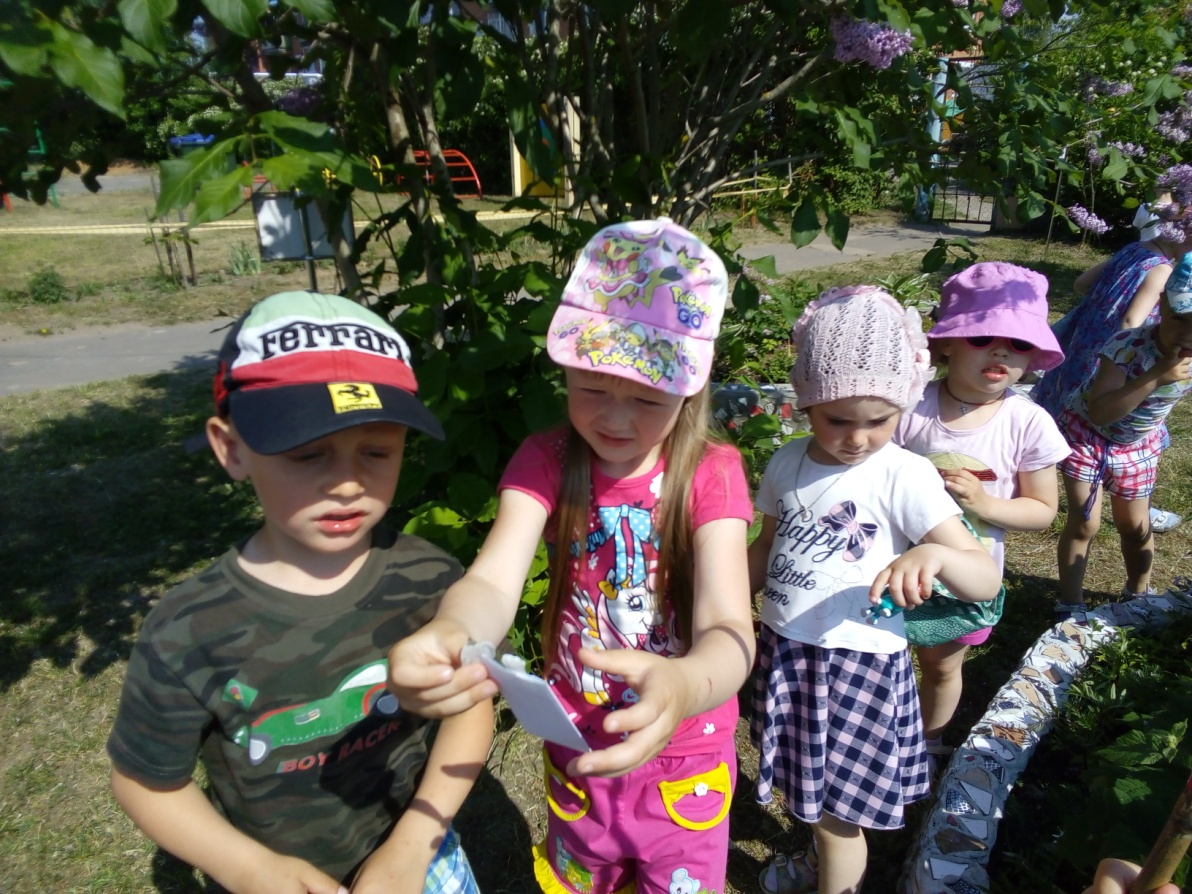 Ferrari
Pokémon
GO
Pokémon
BOY RACER
Happy
Little